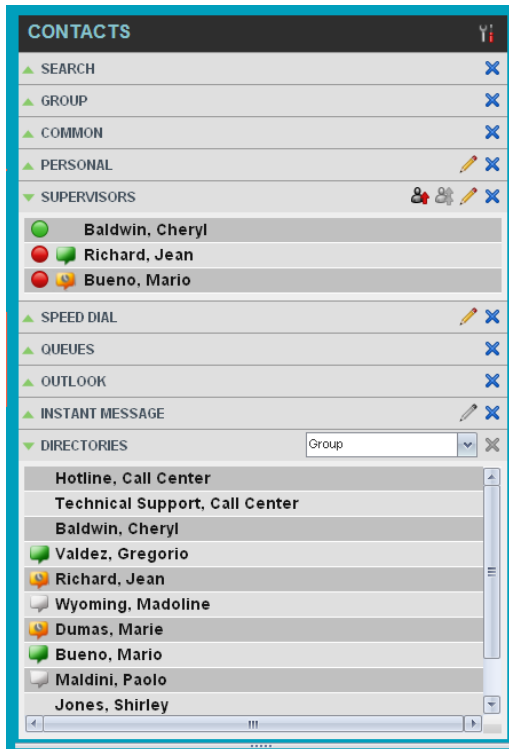 CONTACTS
SEARCH
GROUP
COMMON
PERSONAL
SUPERVISORS
Baldwin, Cheryl
Richard, Jean
Bueno, Mario
SPEED DIAL
QUEUES
OUTLOOK
INSTANT MESSAGE
DIRECTORIES Group
Hotline, Call Center
Technical Support, Call Center
Baldwin, Cheryl
Valdez, Gregorio
Richard, Jean
Wyoming, Madoline
Dumas, Marie
Bueno, Mario
Maldini, Paolo
Jones, Shirley